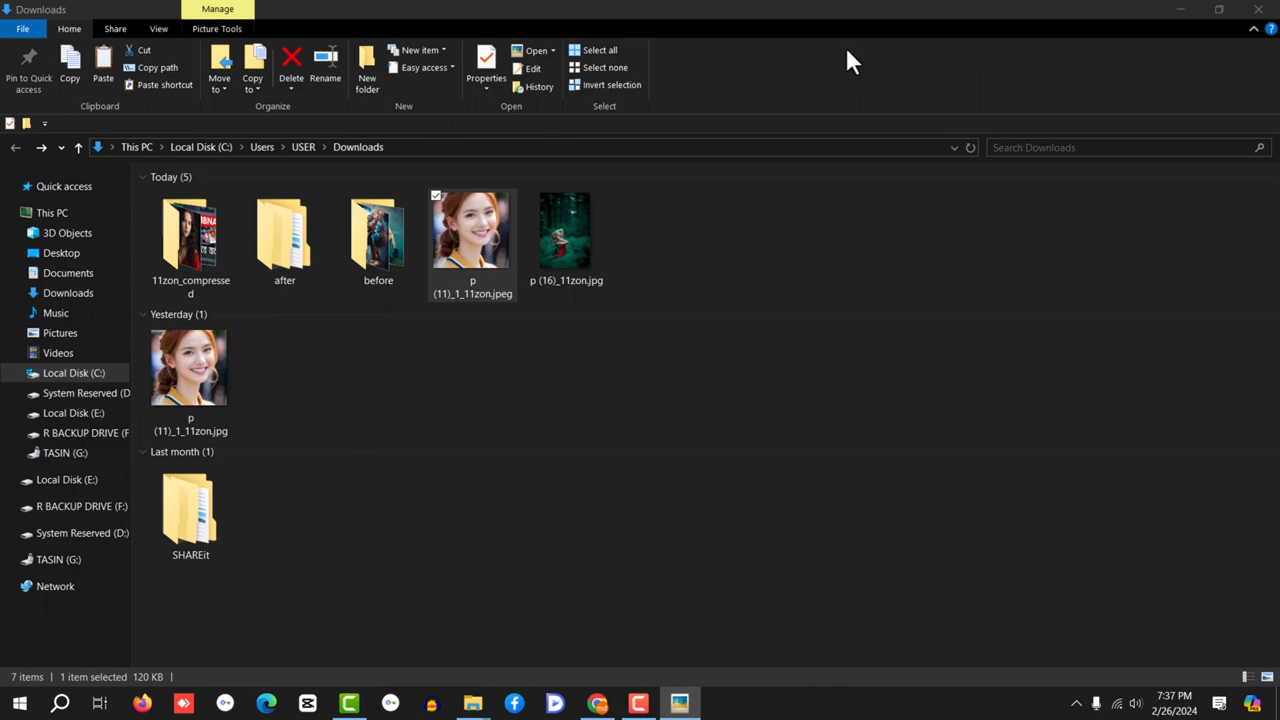 Downloads
Manage
File
Home
Share
View
Picture Tools
Pin to Quick access
Copy
Paste
Cut
Copy path
Paste shortcut
Clipboard
Move to
Copy to
Delete
Rename
Organize
New folder
New item
Easy access
New
Properties
Open
Edit
History
Open
Select all
Select none
Invert selection
Select
This PC
Local Disk (C:)
Users
USER
Downloads
Search Downloads
Quick access
This PC
3D Objects
Desktop
Documents
Downloads
Music
Pictures
Videos
Local Disk (C:)
System Reserved (D
Local Disk (E:)
R BACKUP DRIVE (F
TASIN (G:)
Local Disk (E:)
R BACKUP DRIVE (F:)
System Reserved (D:)
TASIN (G:)
Network
Today (5)
11zon_compresse
d
after
before
p
(11)_1_11zon.jpeg
p (16)_11zon.jpg
Yesterday (1)
p
(11)_1_11zon.jpg
Last month (1)
SHAREit
7 items
1 item selected 120 KB
7:37 PM
2/26/2024